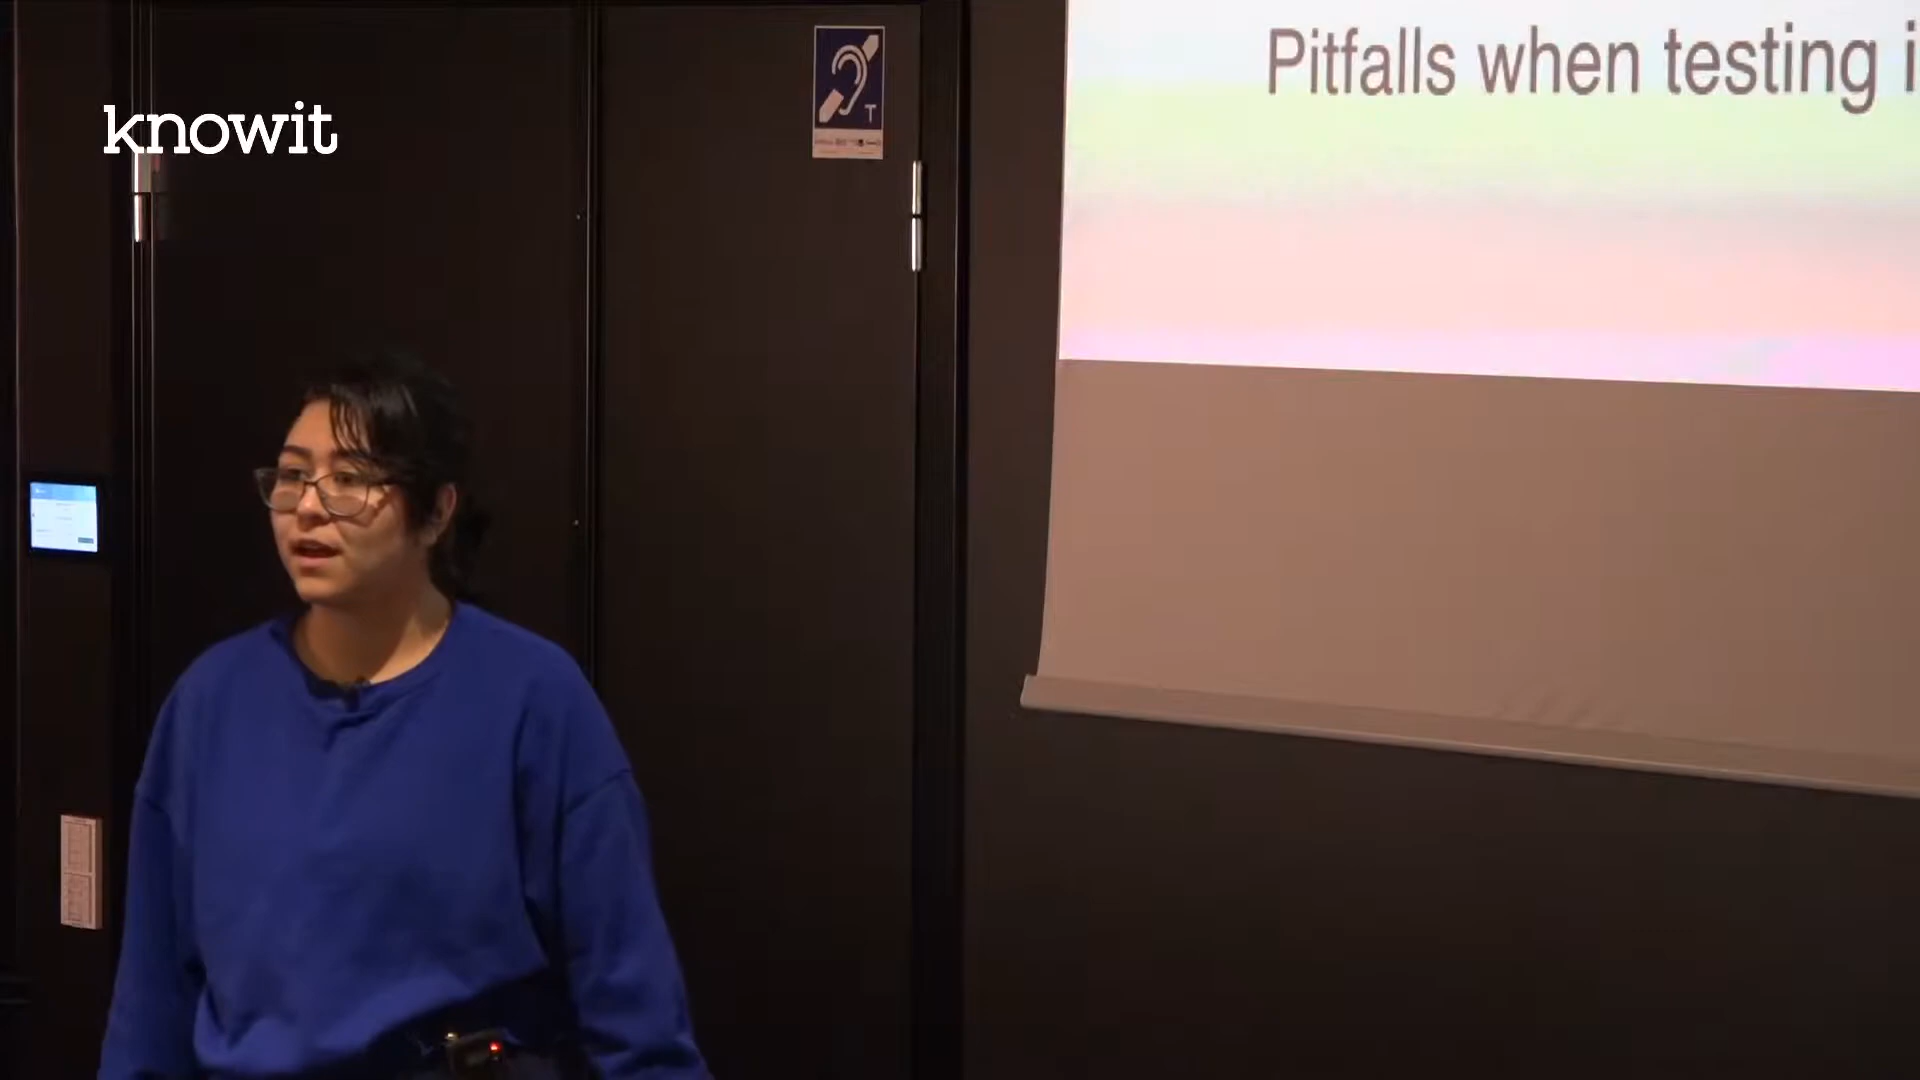 knowit
Pitfalls when testing i
T